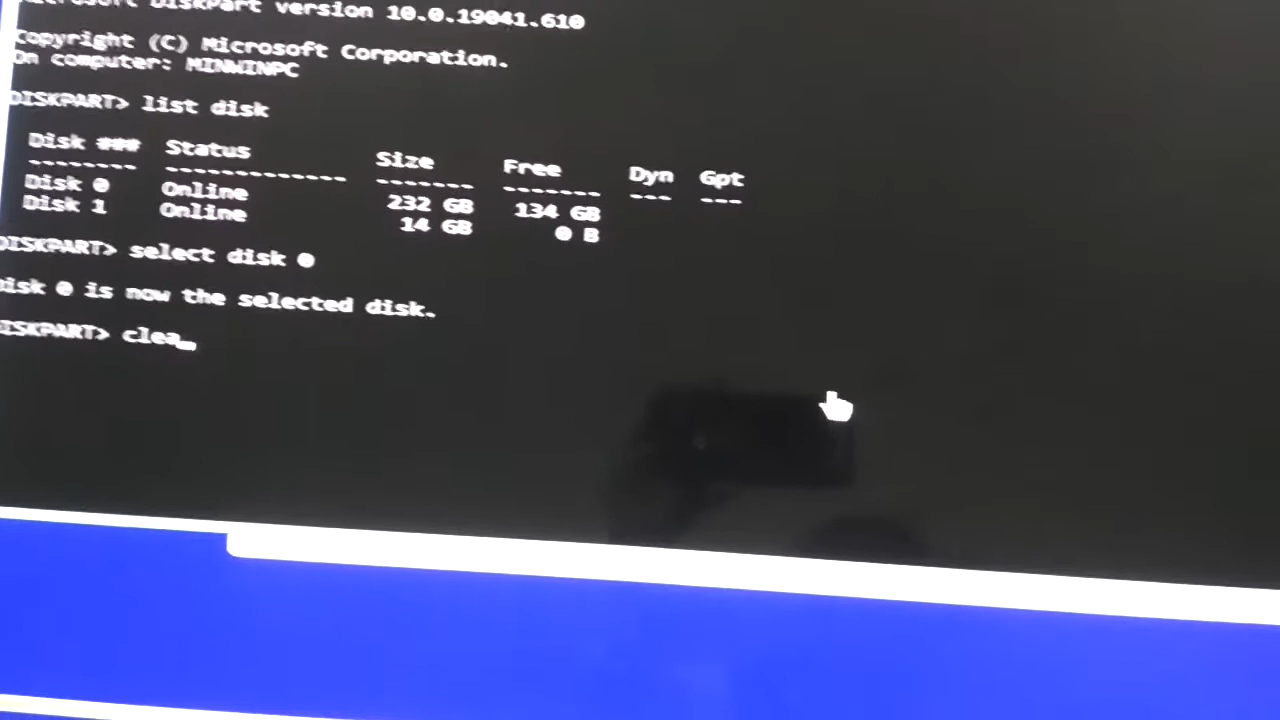 Microsoft DiskPart version 10.0.19041.610
Copyright (C) Microsoft Corporation.
On computer: MINWINPC
DISKPART> list disk
Disk ### Status Size Free Dyn Gpt
-------- ------------- ------- ------- --- ---
Disk 0 Online 232 GB 134 GB
Disk 1 Online 14 GB 0 B
DISKPART> select disk 0
Disk 0 is now the selected disk.
DISKPART> clea_